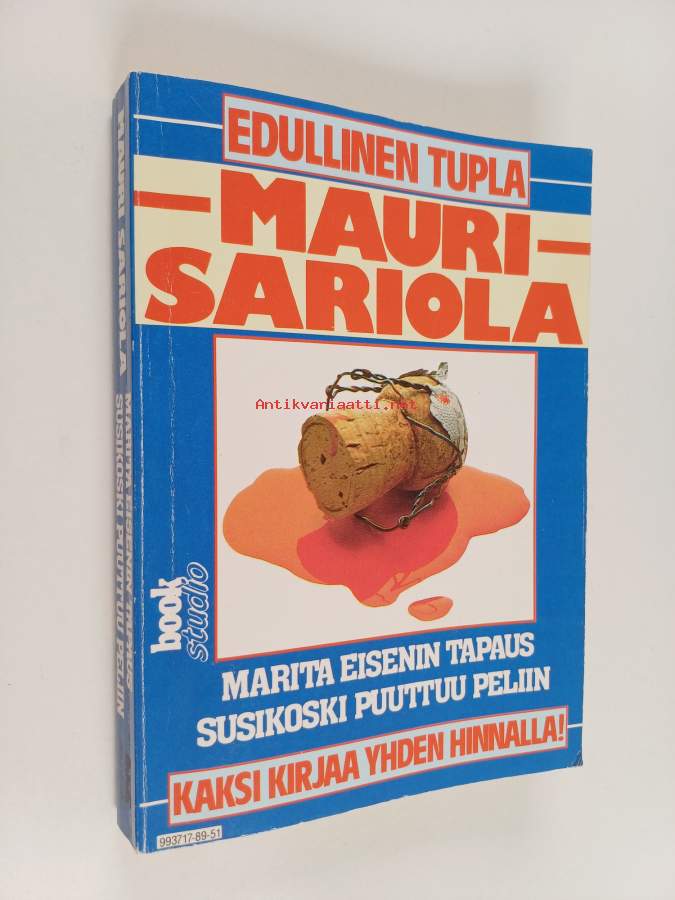 EDULLINEN TUPLA
MAURI
SARIOLA
Antikvariaatti.net
book
studio
MARITA EISENIN TAPAUS
SUSIKOSKI PUUTTUU PELIIN
KAKSI KIRJAA YHDEN HINNALLA!
993717-89-51
MAURI SARIOLA
MARITA EISENIN TAPAUS
SUSIKOSKI PUUTTUU PELIIN